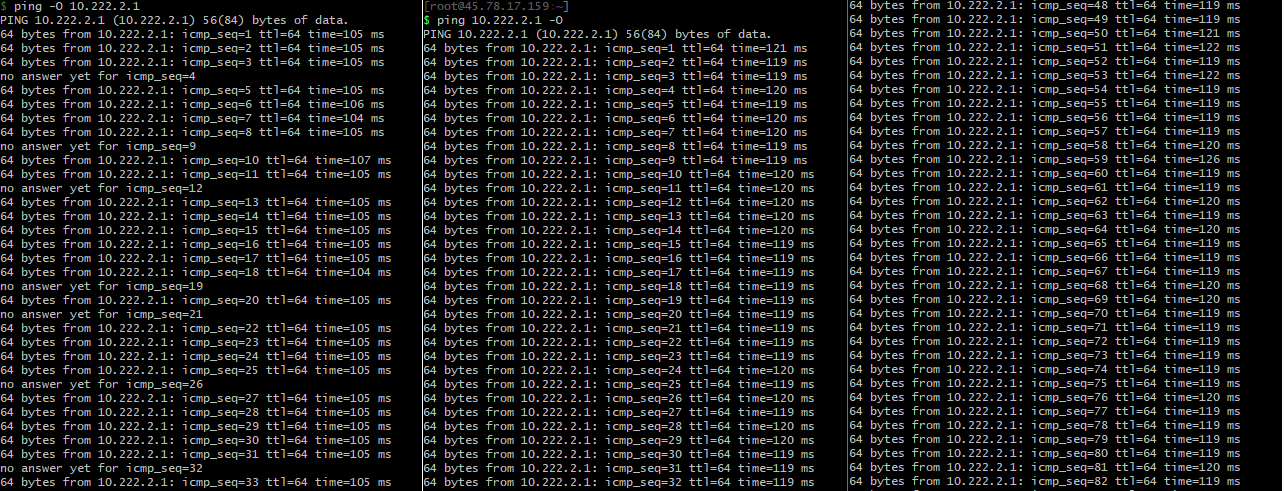 $ ping -O 10.222.2.1
PING 10.222.2.1 (10.222.2.1) 56(84) bytes of data.
64 bytes from 10.222.2.1: icmp_seq=1 ttl=64 time=105 ms
64 bytes from 10.222.2.1: icmp_seq=2 ttl=64 time=105 ms
64 bytes from 10.222.2.1: icmp_seq=3 ttl=64 time=105 ms
no answer yet for icmp_seq=4
64 bytes from 10.222.2.1: icmp_seq=5 ttl=64 time=105 ms
64 bytes from 10.222.2.1: icmp_seq=6 ttl=64 time=106 ms
64 bytes from 10.222.2.1: icmp_seq=7 ttl=64 time=104 ms
64 bytes from 10.222.2.1: icmp_seq=8 ttl=64 time=105 ms
no answer yet for icmp_seq=9
64 bytes from 10.222.2.1: icmp_seq=10 ttl=64 time=107 ms
64 bytes from 10.222.2.1: icmp_seq=11 ttl=64 time=105 ms
no answer yet for icmp_seq=12
64 bytes from 10.222.2.1: icmp_seq=13 ttl=64 time=105 ms
64 bytes from 10.222.2.1: icmp_seq=14 ttl=64 time=105 ms
64 bytes from 10.222.2.1: icmp_seq=15 ttl=64 time=105 ms
64 bytes from 10.222.2.1: icmp_seq=16 ttl=64 time=105 ms
64 bytes from 10.222.2.1: icmp_seq=17 ttl=64 time=105 ms
64 bytes from 10.222.2.1: icmp_seq=18 ttl=64 time=104 ms
no answer yet for icmp_seq=19
64 bytes from 10.222.2.1: icmp_seq=20 ttl=64 time=105 ms
no answer yet for icmp_seq=21
64 bytes from 10.222.2.1: icmp_seq=22 ttl=64 time=105 ms
64 bytes from 10.222.2.1: icmp_seq=23 ttl=64 time=105 ms
64 bytes from 10.222.2.1: icmp_seq=24 ttl=64 time=105 ms
64 bytes from 10.222.2.1: icmp_seq=25 ttl=64 time=105 ms
no answer yet for icmp_seq=26
64 bytes from 10.222.2.1: icmp_seq=27 ttl=64 time=105 ms
64 bytes from 10.222.2.1: icmp_seq=28 ttl=64 time=105 ms
64 bytes from 10.222.2.1: icmp_seq=29 ttl=64 time=105 ms
64 bytes from 10.222.2.1: icmp_seq=30 ttl=64 time=105 ms
64 bytes from 10.222.2.1: icmp_seq=31 ttl=64 time=105 ms
no answer yet for icmp_seq=32
64 bytes from 10.222.2.1: icmp_seq=33 ttl=64 time=105 ms
[root@45.78.17.159:~]
$ ping 10.222.2.1 -O
PING 10.222.2.1 (10.222.2.1) 56(84) bytes of data.
64 bytes from 10.222.2.1: icmp_seq=1 ttl=64 time=121 ms
64 bytes from 10.222.2.1: icmp_seq=2 ttl=64 time=119 ms
64 bytes from 10.222.2.1: icmp_seq=3 ttl=64 time=119 ms
64 bytes from 10.222.2.1: icmp_seq=4 ttl=64 time=120 ms
64 bytes from 10.222.2.1: icmp_seq=5 ttl=64 time=119 ms
64 bytes from 10.222.2.1: icmp_seq=6 ttl=64 time=120 ms
64 bytes from 10.222.2.1: icmp_seq=7 ttl=64 time=120 ms
64 bytes from 10.222.2.1: icmp_seq=8 ttl=64 time=119 ms
64 bytes from 10.222.2.1: icmp_seq=9 ttl=64 time=119 ms
64 bytes from 10.222.2.1: icmp_seq=10 ttl=64 time=120 ms
64 bytes from 10.222.2.1: icmp_seq=11 ttl=64 time=120 ms
64 bytes from 10.222.2.1: icmp_seq=12 ttl=64 time=120 ms
64 bytes from 10.222.2.1: icmp_seq=13 ttl=64 time=120 ms
64 bytes from 10.222.2.1: icmp_seq=14 ttl=64 time=120 ms
64 bytes from 10.222.2.1: icmp_seq=15 ttl=64 time=119 ms
64 bytes from 10.222.2.1: icmp_seq=16 ttl=64 time=119 ms
64 bytes from 10.222.2.1: icmp_seq=17 ttl=64 time=119 ms
64 bytes from 10.222.2.1: icmp_seq=18 ttl=64 time=119 ms
64 bytes from 10.222.2.1: icmp_seq=19 ttl=64 time=119 ms
64 bytes from 10.222.2.1: icmp_seq=20 ttl=64 time=119 ms
64 bytes from 10.222.2.1: icmp_seq=21 ttl=64 time=119 ms
64 bytes from 10.222.2.1: icmp_seq=22 ttl=64 time=119 ms
64 bytes from 10.222.2.1: icmp_seq=23 ttl=64 time=119 ms
64 bytes from 10.222.2.1: icmp_seq=24 ttl=64 time=120 ms
64 bytes from 10.222.2.1: icmp_seq=25 ttl=64 time=119 ms
64 bytes from 10.222.2.1: icmp_seq=26 ttl=64 time=120 ms
64 bytes from 10.222.2.1: icmp_seq=27 ttl=64 time=119 ms
64 bytes from 10.222.2.1: icmp_seq=28 ttl=64 time=120 ms
64 bytes from 10.222.2.1: icmp_seq=29 ttl=64 time=119 ms
64 bytes from 10.222.2.1: icmp_seq=30 ttl=64 time=119 ms
64 bytes from 10.222.2.1: icmp_seq=31 ttl=64 time=119 ms
64 bytes from 10.222.2.1: icmp_seq=32 ttl=64 time=119 ms
64 bytes from 10.222.2.1: icmp_seq=48 ttl=64 time=119 ms
64 bytes from 10.222.2.1: icmp_seq=49 ttl=64 time=119 ms
64 bytes from 10.222.2.1: icmp_seq=50 ttl=64 time=121 ms
64 bytes from 10.222.2.1: icmp_seq=51 ttl=64 time=122 ms
64 bytes from 10.222.2.1: icmp_seq=52 ttl=64 time=119 ms
64 bytes from 10.222.2.1: icmp_seq=53 ttl=64 time=122 ms
64 bytes from 10.222.2.1: icmp_seq=54 ttl=64 time=119 ms
64 bytes from 10.222.2.1: icmp_seq=55 ttl=64 time=119 ms
64 bytes from 10.222.2.1: icmp_seq=56 ttl=64 time=119 ms
64 bytes from 10.222.2.1: icmp_seq=57 ttl=64 time=119 ms
64 bytes from 10.222.2.1: icmp_seq=58 ttl=64 time=120 ms
64 bytes from 10.222.2.1: icmp_seq=59 ttl=64 time=126 ms
64 bytes from 10.222.2.1: icmp_seq=60 ttl=64 time=119 ms
64 bytes from 10.222.2.1: icmp_seq=61 ttl=64 time=119 ms
64 bytes from 10.222.2.1: icmp_seq=62 ttl=64 time=120 ms
64 bytes from 10.222.2.1: icmp_seq=63 ttl=64 time=119 ms
64 bytes from 10.222.2.1: icmp_seq=64 ttl=64 time=120 ms
64 bytes from 10.222.2.1: icmp_seq=65 ttl=64 time=119 ms
64 bytes from 10.222.2.1: icmp_seq=66 ttl=64 time=119 ms
64 bytes from 10.222.2.1: icmp_seq=67 ttl=64 time=119 ms
64 bytes from 10.222.2.1: icmp_seq=68 ttl=64 time=120 ms
64 bytes from 10.222.2.1: icmp_seq=69 ttl=64 time=120 ms
64 bytes from 10.222.2.1: icmp_seq=70 ttl=64 time=119 ms
64 bytes from 10.222.2.1: icmp_seq=71 ttl=64 time=119 ms
64 bytes from 10.222.2.1: icmp_seq=72 ttl=64 time=119 ms
64 bytes from 10.222.2.1: icmp_seq=73 ttl=64 time=119 ms
64 bytes from 10.222.2.1: icmp_seq=74 ttl=64 time=119 ms
64 bytes from 10.222.2.1: icmp_seq=75 ttl=64 time=119 ms
64 bytes from 10.222.2.1: icmp_seq=76 ttl=64 time=120 ms
64 bytes from 10.222.2.1: icmp_seq=77 ttl=64 time=119 ms
64 bytes from 10.222.2.1: icmp_seq=78 ttl=64 time=119 ms
64 bytes from 10.222.2.1: icmp_seq=79 ttl=64 time=119 ms
64 bytes from 10.222.2.1: icmp_seq=80 ttl=64 time=119 ms
64 bytes from 10.222.2.1: icmp_seq=81 ttl=64 time=120 ms
64 bytes from 10.222.2.1: icmp_seq=82 ttl=64 time=119 ms